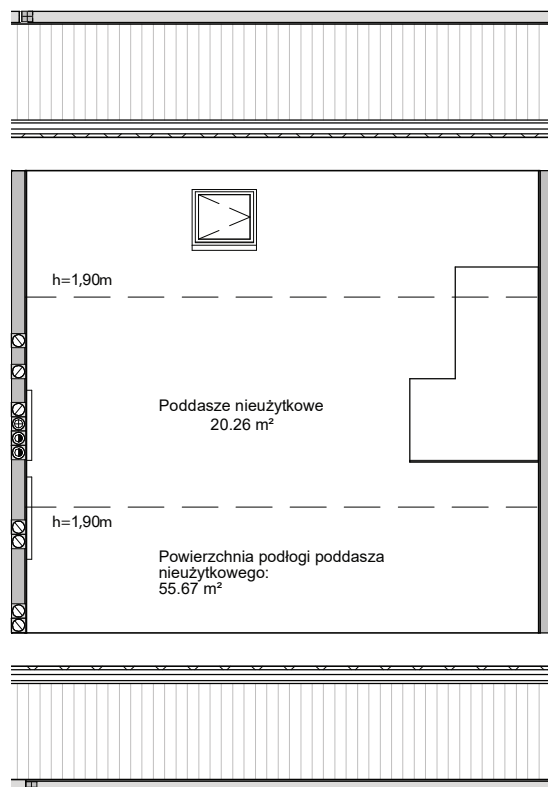 h=1,90m
Poddasze nieużytkowe
20.26 m²
h=1,90m
Powierzchnia podłogi poddasza
nieużytkowego:
55.67 m²